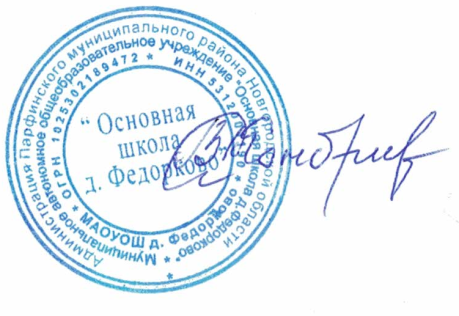 Администрация Парфинского муниципального района Новгородской области
Муниципальное автономное общеобразовательное учреждение "Основная школа д.Федорково"
* ОГРН 1025302189472 * ИНН
* МАОУОШ д. Федорково *
“ Основная
школа
д. Федорково”